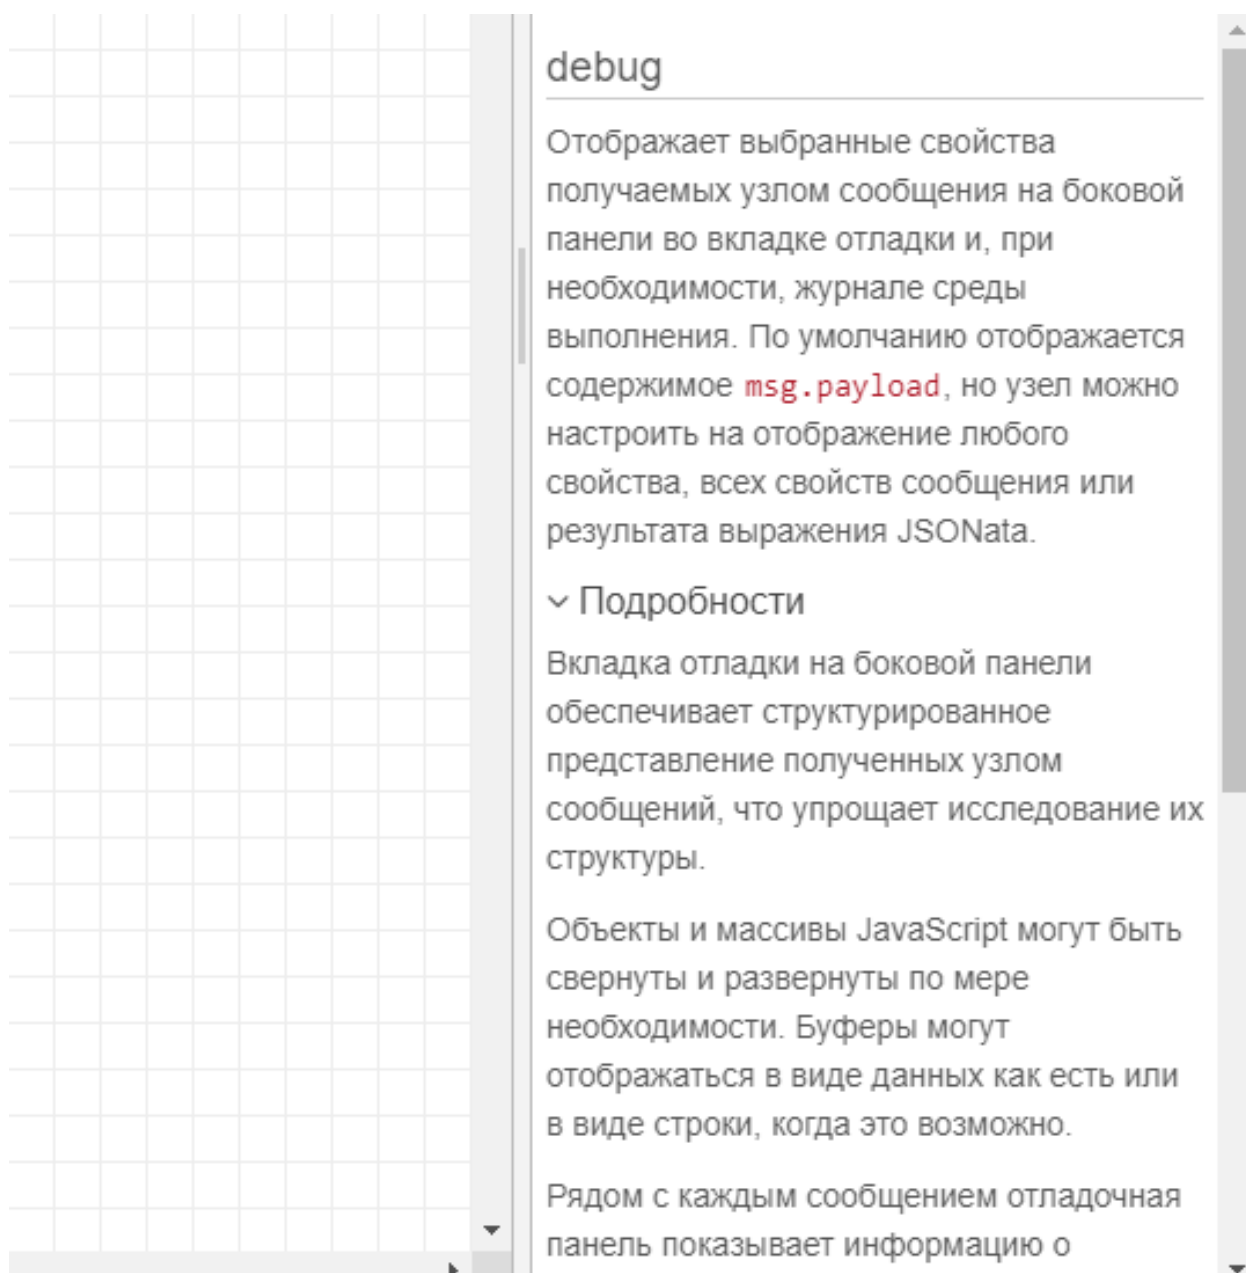 debug
Отображает выбранные свойства
получаемых узлом сообщения на боковой
панели во вкладке отладки и, при
необходимости, журнале среды
выполнения. По умолчанию отображается
содержимое msg.payload, но узел можно
настроить на отображение любого
свойства, всех свойств сообщения или
результата выражения JSONata.
Подробности
Вкладка отладки на боковой панели
обеспечивает структурированное
представление полученных узлом
сообщений, что упрощает исследование их
структуры.
Объекты и массивы JavaScript могут быть
свернуты и развернуты по мере
необходимости. Буферы могут
отображаться в виде данных как есть или
в виде строки, когда это возможно.
Рядом с каждым сообщением отладочная
панель показывает информацию о